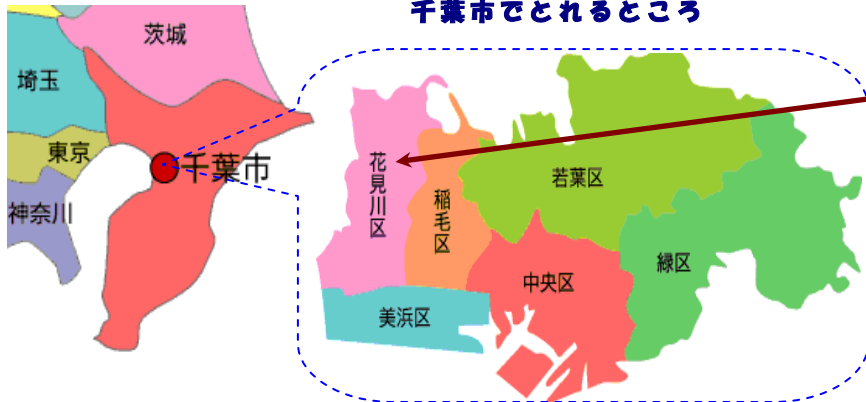 千葉市でとれるところ
茨城
埼玉
東京
千葉市
神奈川
花見川区
稲毛区
若葉区
緑区
中央区
美浜区